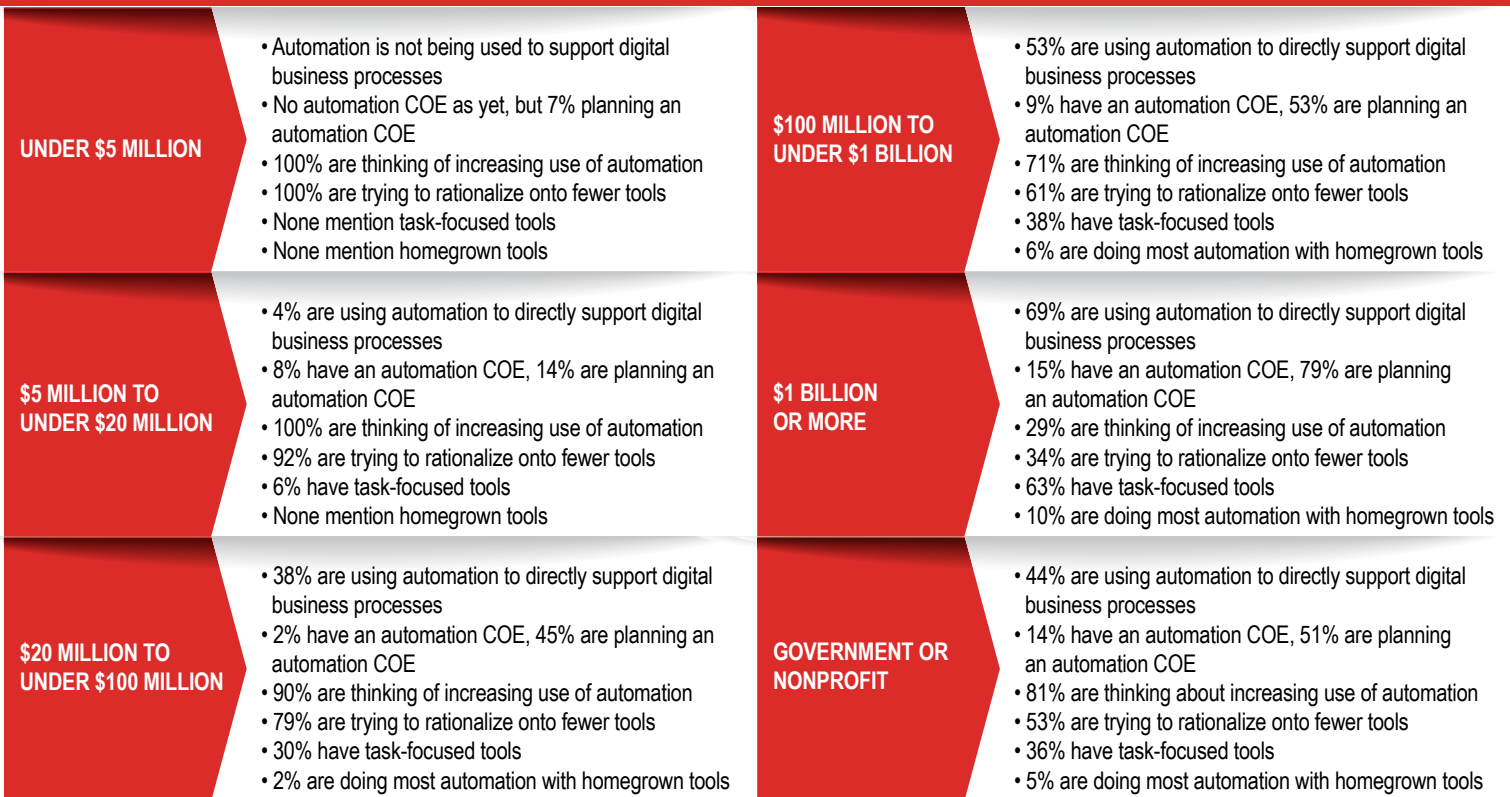 UNDER $5 MILLION
• Automation is not being used to support digital
business processes
• No automation COE as yet, but 7% planning an
automation COE
• 100% are thinking of increasing use of automation
• 100% are trying to rationalize onto fewer tools
• None mention task-focused tools
• None mention homegrown tools
$5 MILLION TO
UNDER $20 MILLION
• 4% are using automation to directly support digital
business processes
• 8% have an automation COE, 14% are planning an
automation COE
• 100% are thinking of increasing use of automation
• 92% are trying to rationalize onto fewer tools
• 6% have task-focused tools
• None mention homegrown tools
$20 MILLION TO
UNDER $100 MILLION
• 38% are using automation to directly support digital
business processes
• 2% have an automation COE, 45% are planning an
automation COE
• 90% are thinking of increasing use of automation
• 79% are trying to rationalize onto fewer tools
• 30% have task-focused tools
• 2% are doing most automation with homegrown tools
$100 MILLION TO
UNDER $1 BILLION
• 53% are using automation to directly support digital
business processes
• 9% have an automation COE, 53% are planning an
automation COE
• 71% are thinking of increasing use of automation
• 61% are trying to rationalize onto fewer tools
• 38% have task-focused tools
• 6% are doing most automation with homegrown tools
$1 BILLION
OR MORE
• 69% are using automation to directly support digital
business processes
• 15% have an automation COE, 79% are planning
an automation COE
• 29% are thinking of increasing use of automation
• 34% are trying to rationalize onto fewer tools
• 63% have task-focused tools
• 10% are doing most automation with homegrown tools
GOVERNMENT OR
NONPROFIT
• 44% are using automation to directly support digital
business processes
• 14% have an automation COE, 51% are planning
an automation COE
• 81% are thinking about increasing use of automation
• 53% are trying to rationalize onto fewer tools
• 36% have task-focused tools
• 5% are doing most automation with homegrown tools